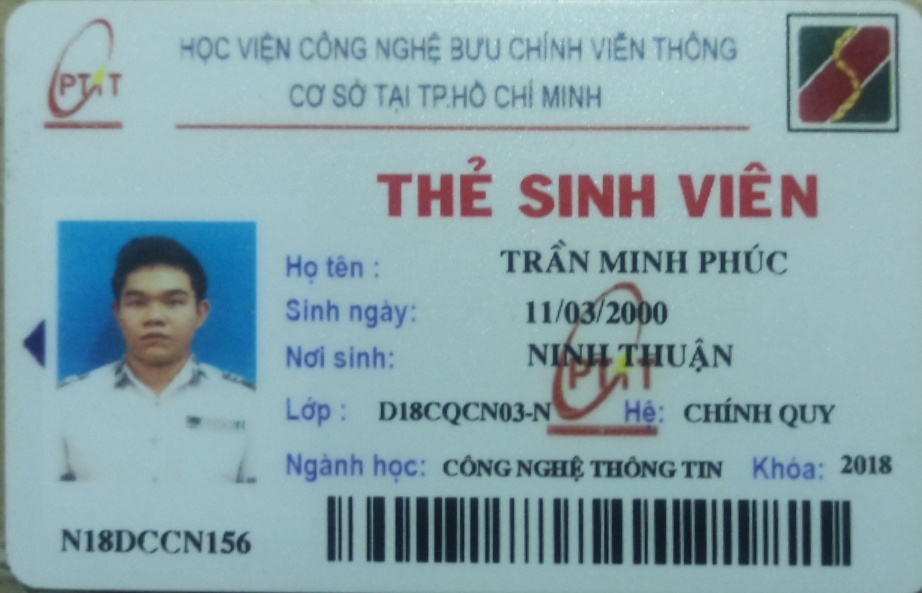 PTIT
HỌC VIỆN CÔNG NGHỆ BƯU CHÍNH VIỄN THÔNG
CƠ SỞ TẠI TP.HỒ CHÍ MINH
THẺ SINH VIÊN
Họ tên : TRẦN MINH PHÚC
Sinh ngày: 11/03/2000
Nơi sinh: NINH THUẬN
PTIT
Lớp : D18CQCN03-N Hệ: CHÍNH QUY
Ngành học: CÔNG NGHỆ THÔNG TIN Khóa: 2018
N18DCCN156